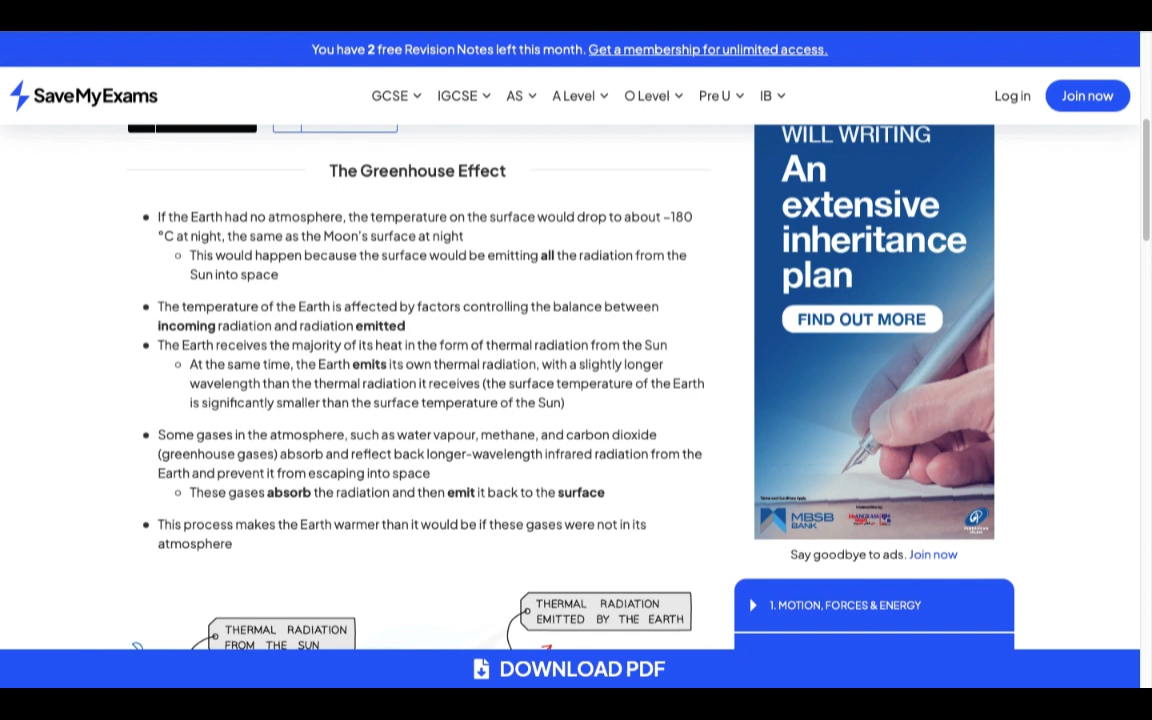 You have 2 free Revision Notes left this month. Get a membership for unlimited access.
SaveMyExams
GCSE
IGCSE
AS
A Level
O Level
Pre U
IB
Log in
Join now
The Greenhouse Effect
If the Earth had no atmosphere, the temperature on the surface would drop to about –180
°C at night, the same as the Moon's surface at night
This would happen because the surface would be emitting all the radiation from the
Sun into space
The temperature of the Earth is affected by factors controlling the balance between
incoming radiation and radiation emitted
The Earth receives the majority of its heat in the form of thermal radiation from the Sun
At the same time, the Earth emits its own thermal radiation, with a slightly longer
wavelength than the thermal radiation it receives (the surface temperature of the Earth
is significantly smaller than the surface temperature of the Sun)
Some gases in the atmosphere, such as water vapour, methane, and carbon dioxide
(greenhouse gases) absorb and reflect back longer-wavelength infrared radiation from the
Earth and prevent it from escaping into space
These gases absorb the radiation and then emit it back to the surface
This process makes the Earth warmer than it would be if these gases were not in its
atmosphere
THERMAL RADIATION
FROM THE SUN
THERMAL RADIATION
EMITTED BY THE EARTH
WILL WRITING
An
extensive
inheritance
plan
FIND OUT MORE
MBSB
BANK
Say goodbye to ads. Join now
1. MOTION, FORCES & ENERGY
DOWNLOAD PDF